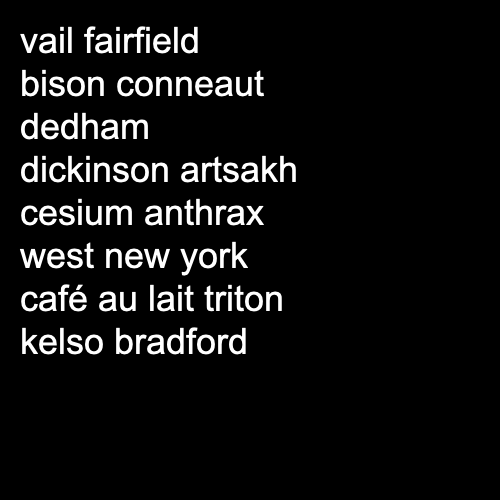 vail fairfield
bison conneaut
dedham
dickinson artsakh
cesium anthrax
west new york
café au lait triton
kelso bradford